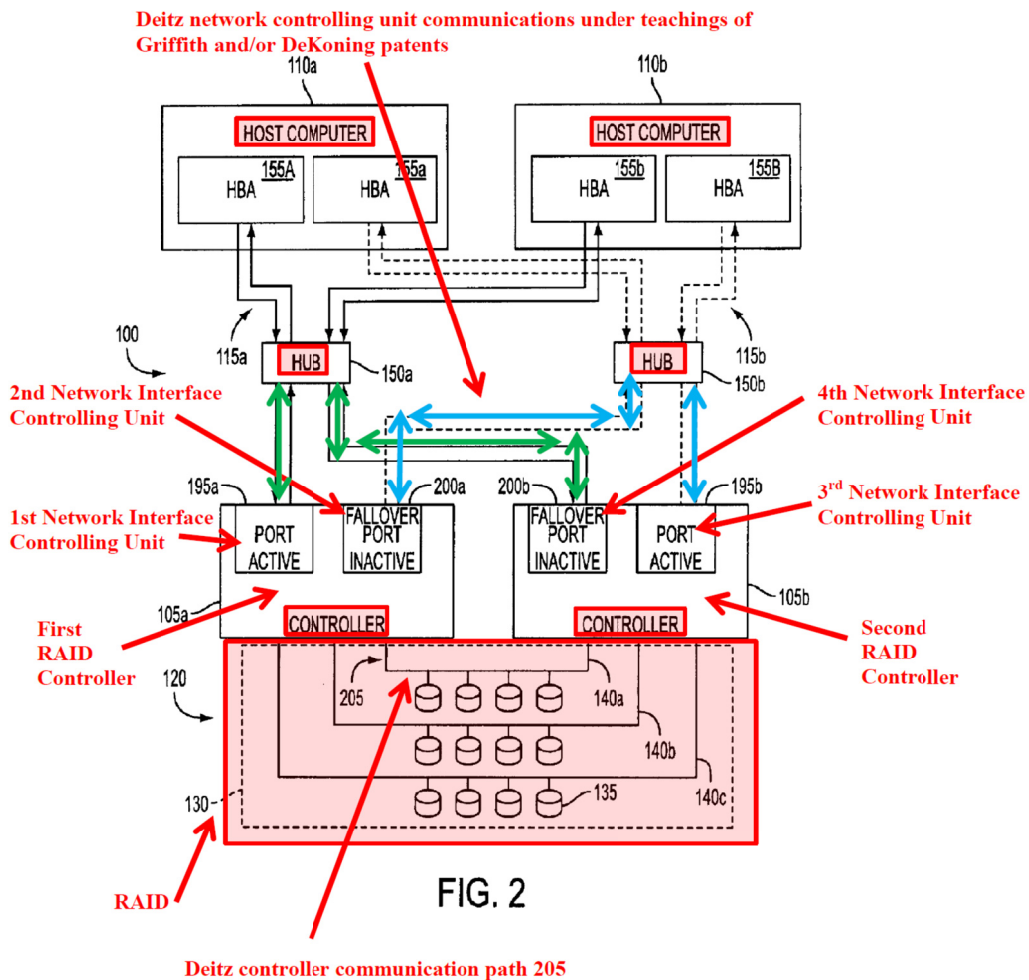 Deitz network controlling unit communications under teachings of
Griffith and/or DeKoning patents
110a
110b
HOST COMPUTER
HOST COMPUTER
155A
155a
155b
155B
HBA
HBA
HBA
HBA
100
115a
115b
HUB
150a
HUB
150b
2nd Network Interface
Controlling Unit
4th Network Interface
Controlling Unit
195a
200a
200b
195b
1st Network Interface
Controlling Unit
3rd Network Interface
Controlling Unit
PORT
ACTIVE
FALLOVER
PORT
INACTIVE
FALLOVER
PORT
INACTIVE
PORT
ACTIVE
105a
105b
CONTROLLER
CONTROLLER
First
RAID
Controller
Second
RAID
Controller
120
205
140a
140b
140c
130
135
RAID
FIG. 2
Deitz controller communication path 205